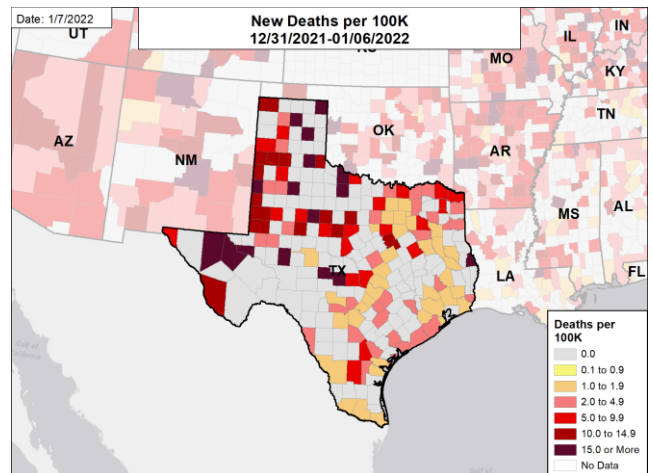 Date: 1/7/2022
New Deaths per 100K
12/31/2021-01/06/2022
UT
MO
IL
IN
KY
AZ
NM
OK
AR
TN
MS
AL
TX
LA
FL
Gulf of
California
Deaths per
100K
0.0
0.1 to 0.9
1.0 to 1.9
2.0 to 4.9
5.0 to 9.9
10.0 to 14.9
15.0 or More
No Data